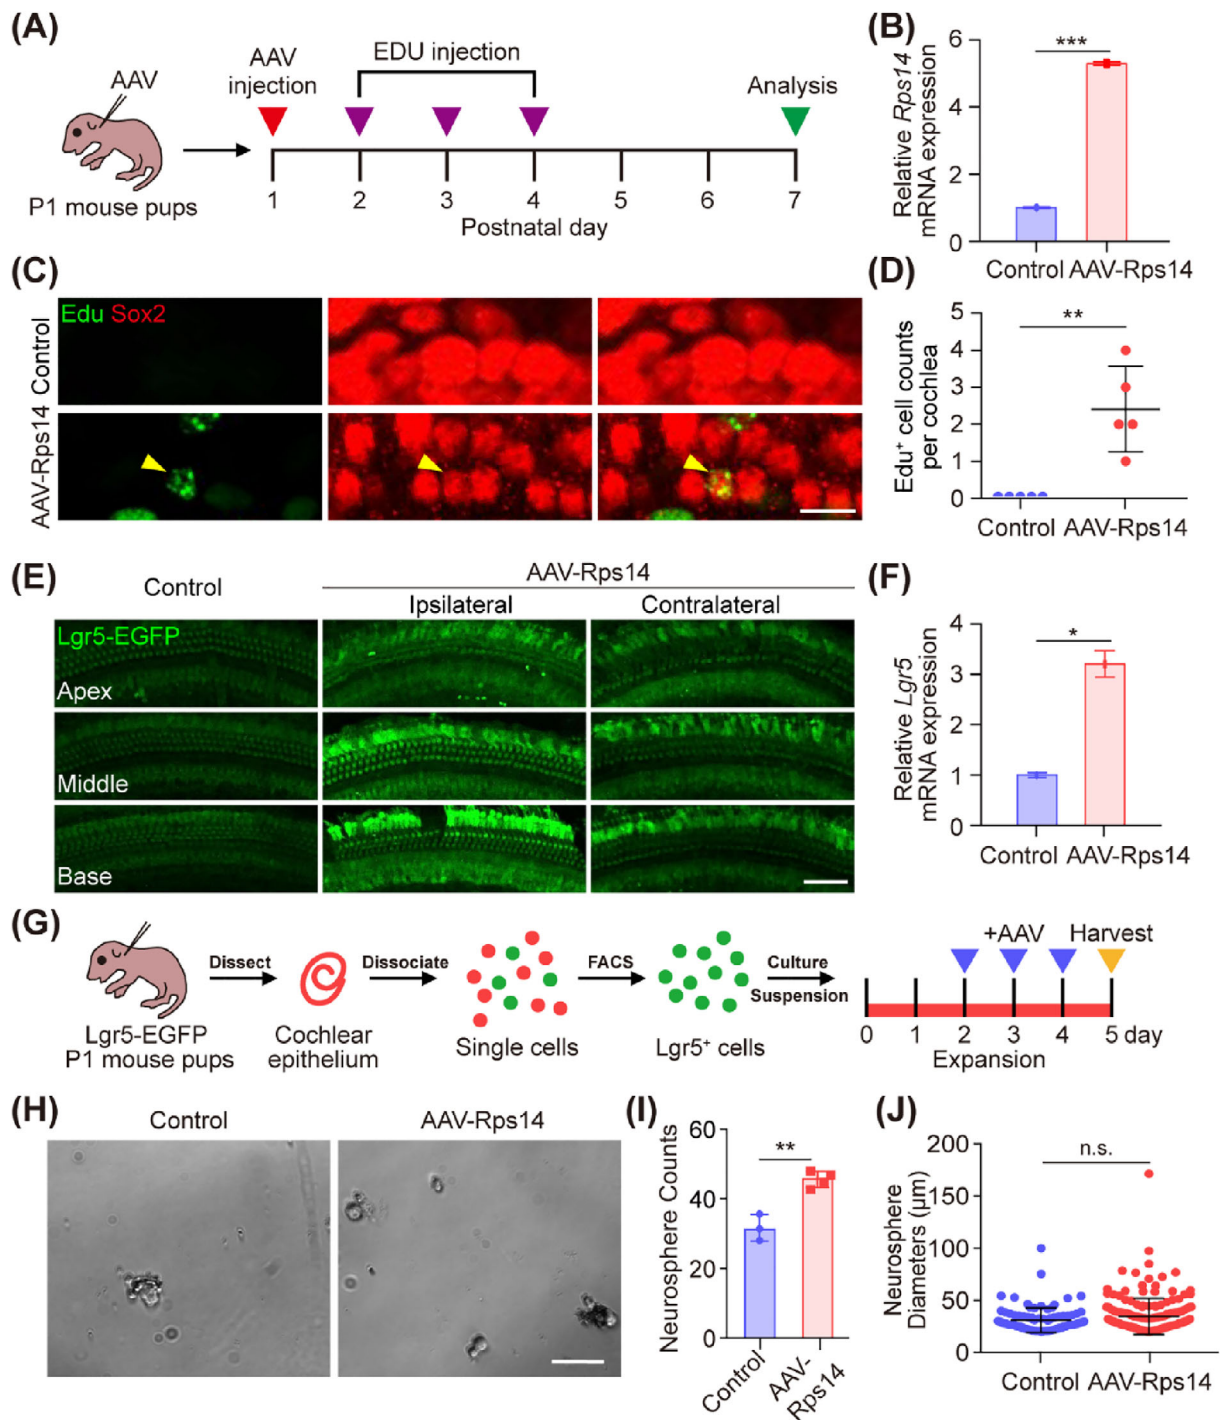 (A)
AAV
injection
EDU injection
Analysis
AAV
P1 mouse pups
1 2 3 4 5 6 7
Postnatal day
(B)
Relative Rps14
mRNA expression
6
4
2
0
***
Control AAV-Rps14
(C)
Edu Sox2
Control
AAV-Rps14
(D)
Edu+ cell counts
per cochlea
5
4
3
2
1
0
**
Control AAV-Rps14
(E)
Control
AAV-Rps14
Ipsilateral
Contralateral
Lgr5-EGFP
Apex
Middle
Base
(F)
Relative Lgr5
mRNA expression
4
3
2
1
0
*
Control AAV-Rps14
(G)
Lgr5-EGFP
P1 mouse pups
Dissect
Cochlear
epithelium
Dissociate
Single cells
FACS
Lgr5+ cells
Culture
Suspension
+AAV
Harvest
0 1 2 3 4 5 day
Expansion
(H)
Control
AAV-Rps14
(I)
Neurosphere Counts
60
40
20
0
**
Control
AAV-
Rps14
(J)
Neurosphere
Diameters (μm)
200
150
100
50
0
n.s.
Control AAV-Rps14